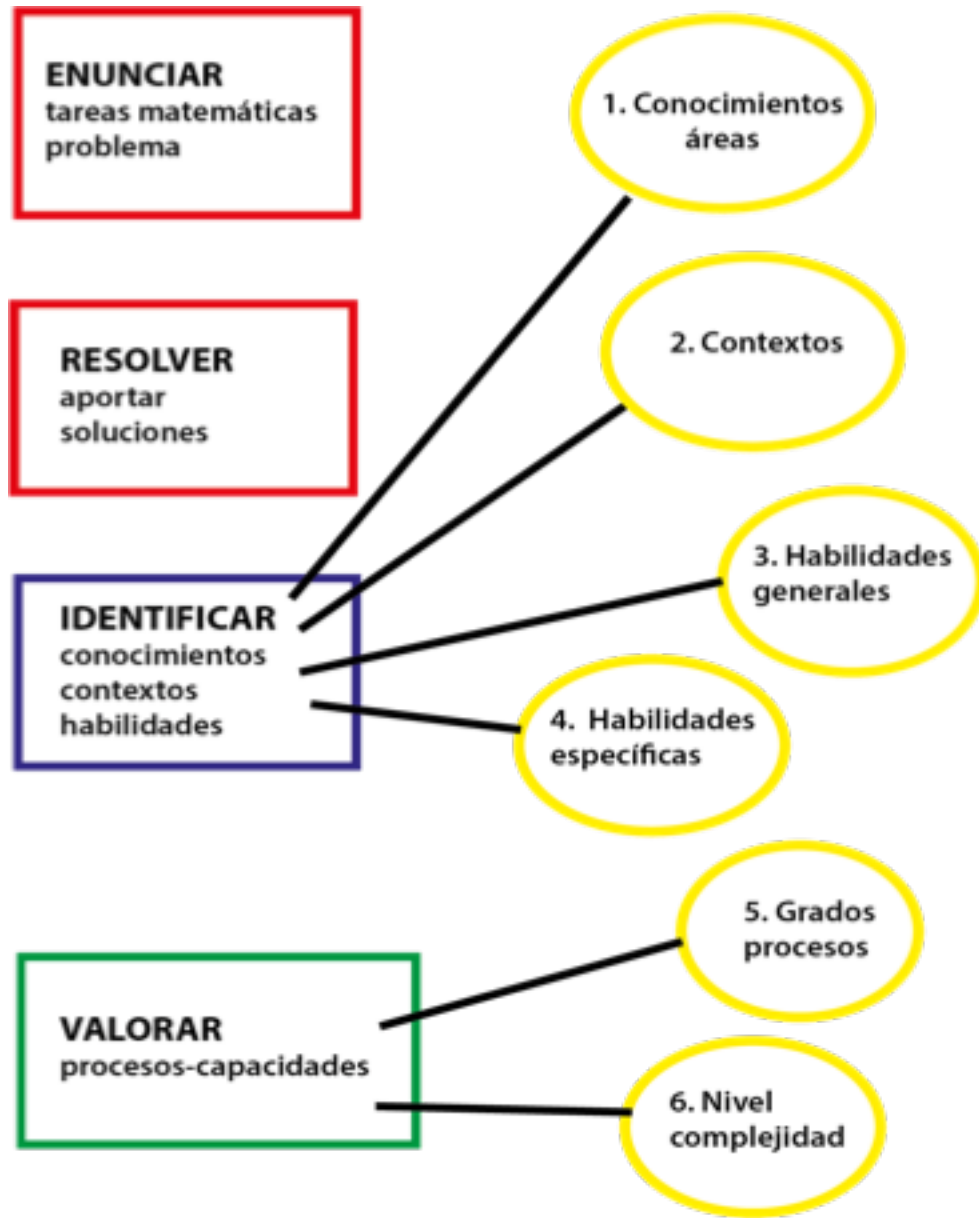 ENUNCIAR
tareas matemáticas
problema
1. Conocimientos
áreas
RESOLVER
aportar
soluciones
2. Contextos
IDENTIFICAR
conocimientos
contextos
habilidades
3. Habilidades
generales
4. Habilidades
específicas
VALORAR
procesos-capacidades
5. Grados
procesos
6. Nivel
complejidad